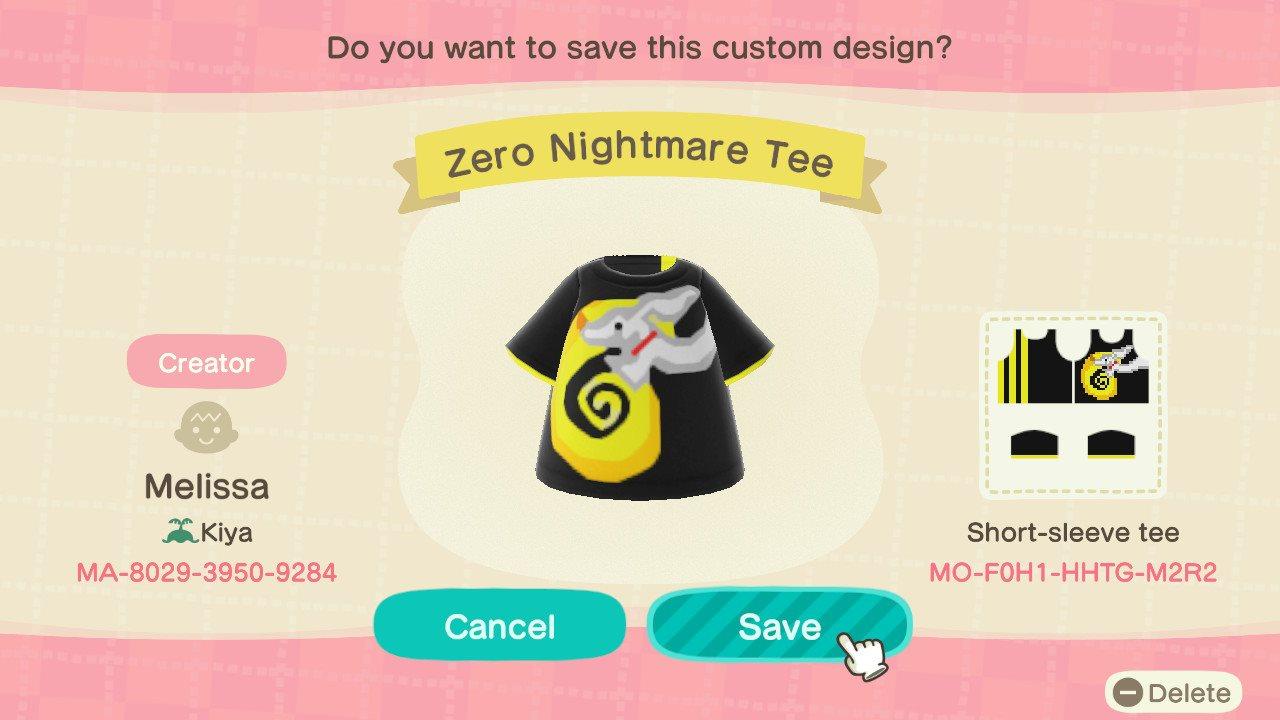 Do you want to save this custom design?
Zero Nightmare Tee
Creator
Melissa
Kiya
MA-8029-3950-9284
Short-sleeve tee
MO-F0H1-HHTG-M2R2
Cancel
Save
Delete